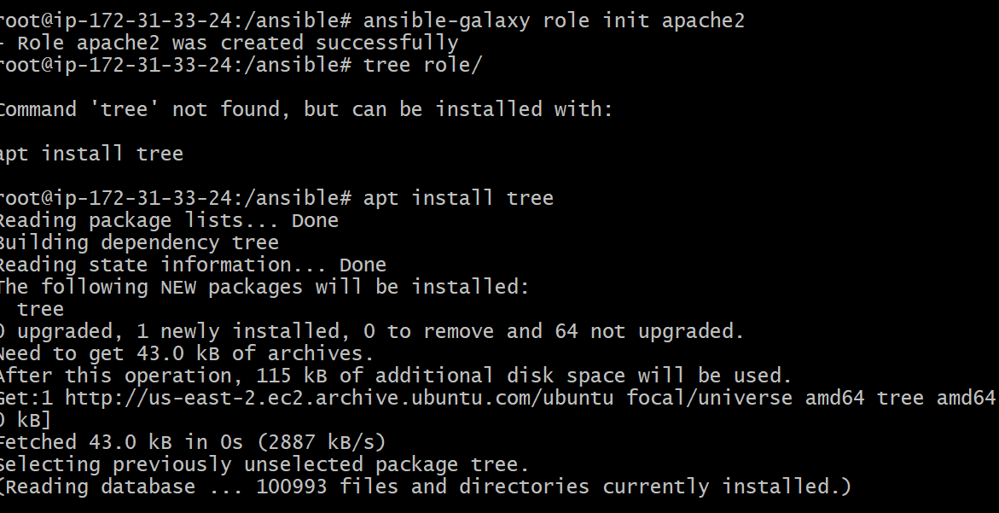 root@ip-172-31-33-24:/ansible# ansible-galaxy role init apache2
- Role apache2 was created successfully
root@ip-172-31-33-24:/ansible# tree role/
Command 'tree' not found, but can be installed with:
apt install tree
root@ip-172-31-33-24:/ansible# apt install tree
Reading package lists... Done
Building dependency tree
Reading state information... Done
The following NEW packages will be installed:
  tree
0 upgraded, 1 newly installed, 0 to remove and 64 not upgraded.
Need to get 43.0 kB of archives.
After this operation, 115 kB of additional disk space will be used.
Get:1 http://us-east-2.ec2.archive.ubuntu.com/ubuntu focal/universe amd64 tree amd64
0 kB]
Fetched 43.0 kB in 0s (2887 kB/s)
Selecting previously unselected package tree.
(Reading database ... 100993 files and directories currently installed.)